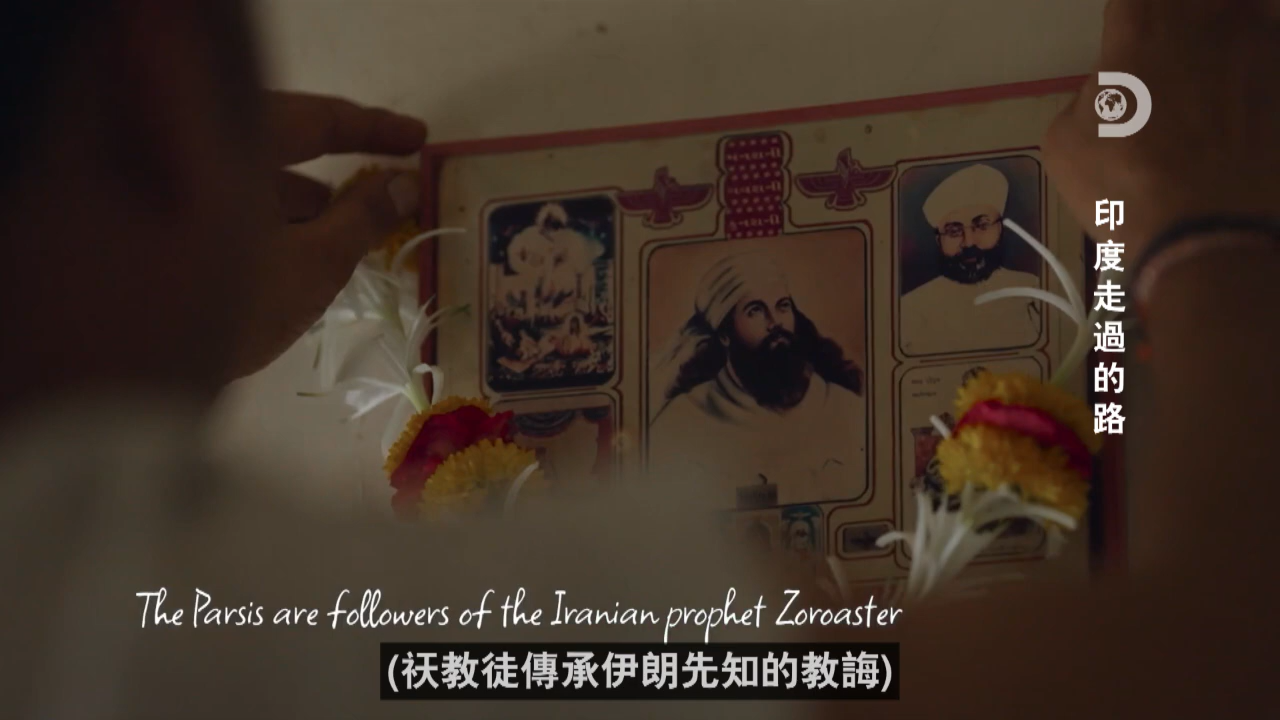 印度走過的路
The Parsis are followers of the Iranian prophet Zoroaster
(祆教徒傳承伊朗先知的教誨)